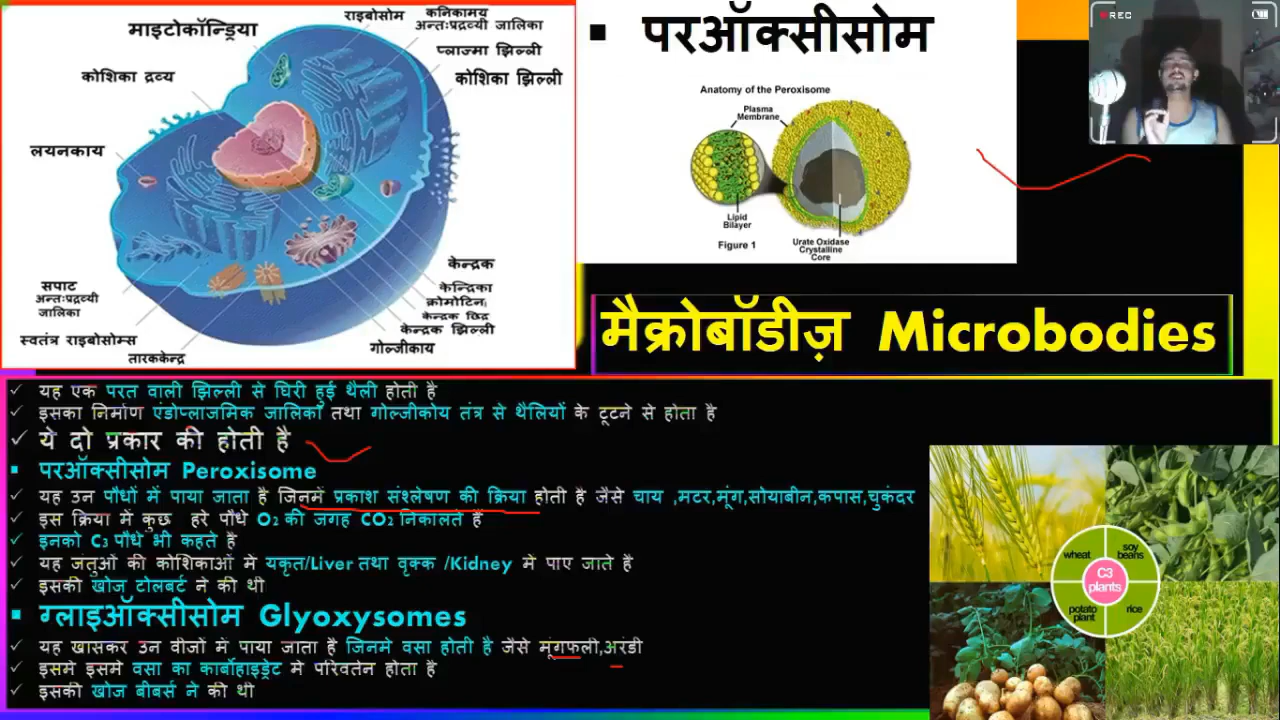 माइटोकॉन्ड्रिया
राइबोसोम
कनिकामय
अन्तःप्रद्रव्यी जालिका
प्लाज्मा झिल्ली
कोशिका झिल्ली
कोशिका द्रव्य
लयनकाय
सपाट
अन्तःप्रद्रव्यी
जालिका
स्वतंत्र राइबोसोम्स
तारककेन्द्र
केन्द्रक
केन्द्रिका
क्रोमोटिन
केन्द्रक छिद्र
केन्द्रक झिल्ली
गोल्जीकाय
▪ परऑक्सीसोम
Anatomy of the Peroxisome
Plasma
Membrane
Lipid
Bilayer
Figure 1
Urate Oxidase
Crystalline
Core
REC
मैक्रोबॉडीज़ Microbodies
✓ यह एक परत वाली झिल्ली से घिरी हुई थैली होती है
✓ इसका निर्माण एंडोप्लाजमिक जालिका तथा गोल्जीकोय तंत्र से थैलियों के टूटने से होता है
✓ ये दो प्रकार की होती है
▪ परऑक्सीसोम Peroxisome
✓ यह उन पौधों में पाया जाता है जिनमें प्रकाश संश्लेषण की क्रिया होती है जैसे चाय ,मटर,मूंग,सोयाबीन,कपास,चुकंदर
✓ इस क्रिया में कुछ हरे पौधे O₂ की जगह CO₂ निकालते हैं
✓ इनको C₃ पौधे भी कहते है
✓ यह जंतुओं की कोशिकाओं मे यकृत/Liver तथा वृक्क /Kidney में पाए जाते है
✓ इसकी खोज टोलबर्ट ने की थी
▪ ग्लाइऑक्सीसोम Glyoxysomes
✓ यह खासकर उन वीजों में पाया जाता है जिनमे वसा होती है जैसे मूंगफली,अरंडी
✓ इसमे इसमे वसा का कार्बोहाइड्रेट मे परिवर्तन होता है
✓ इसकी खोज बीबर्स ने की थी
wheat
soy
beans
C3
plants
potato
plant
rice